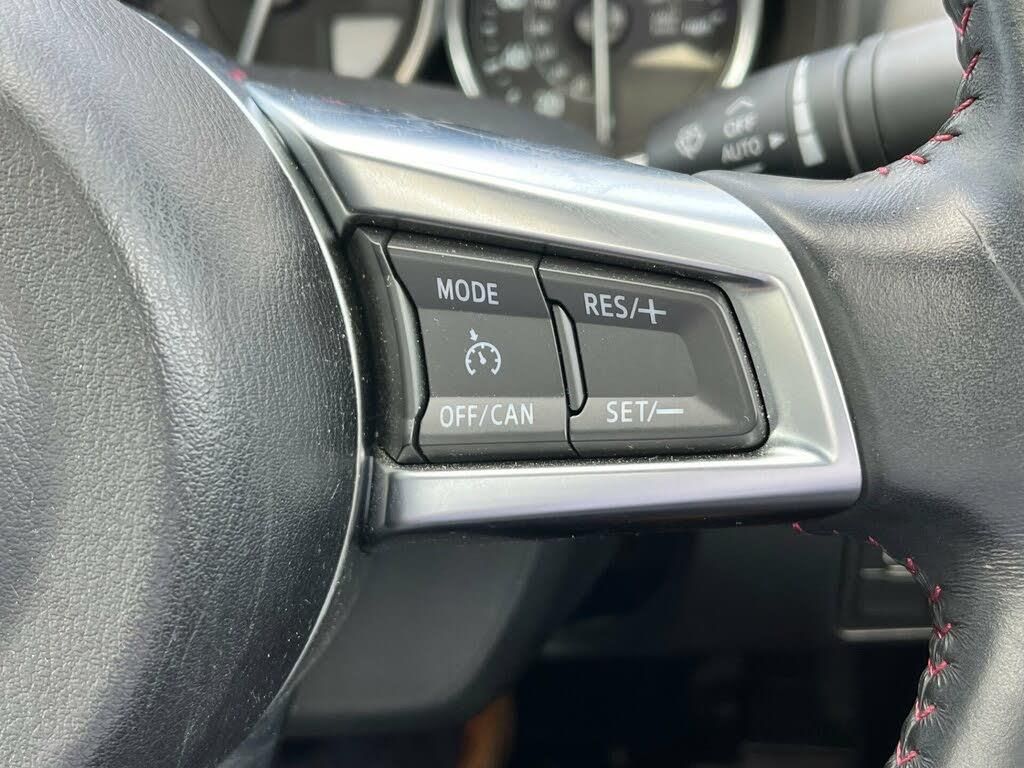 OFF
AUTO
MODE
RES/+
OFF/CAN
SET/—